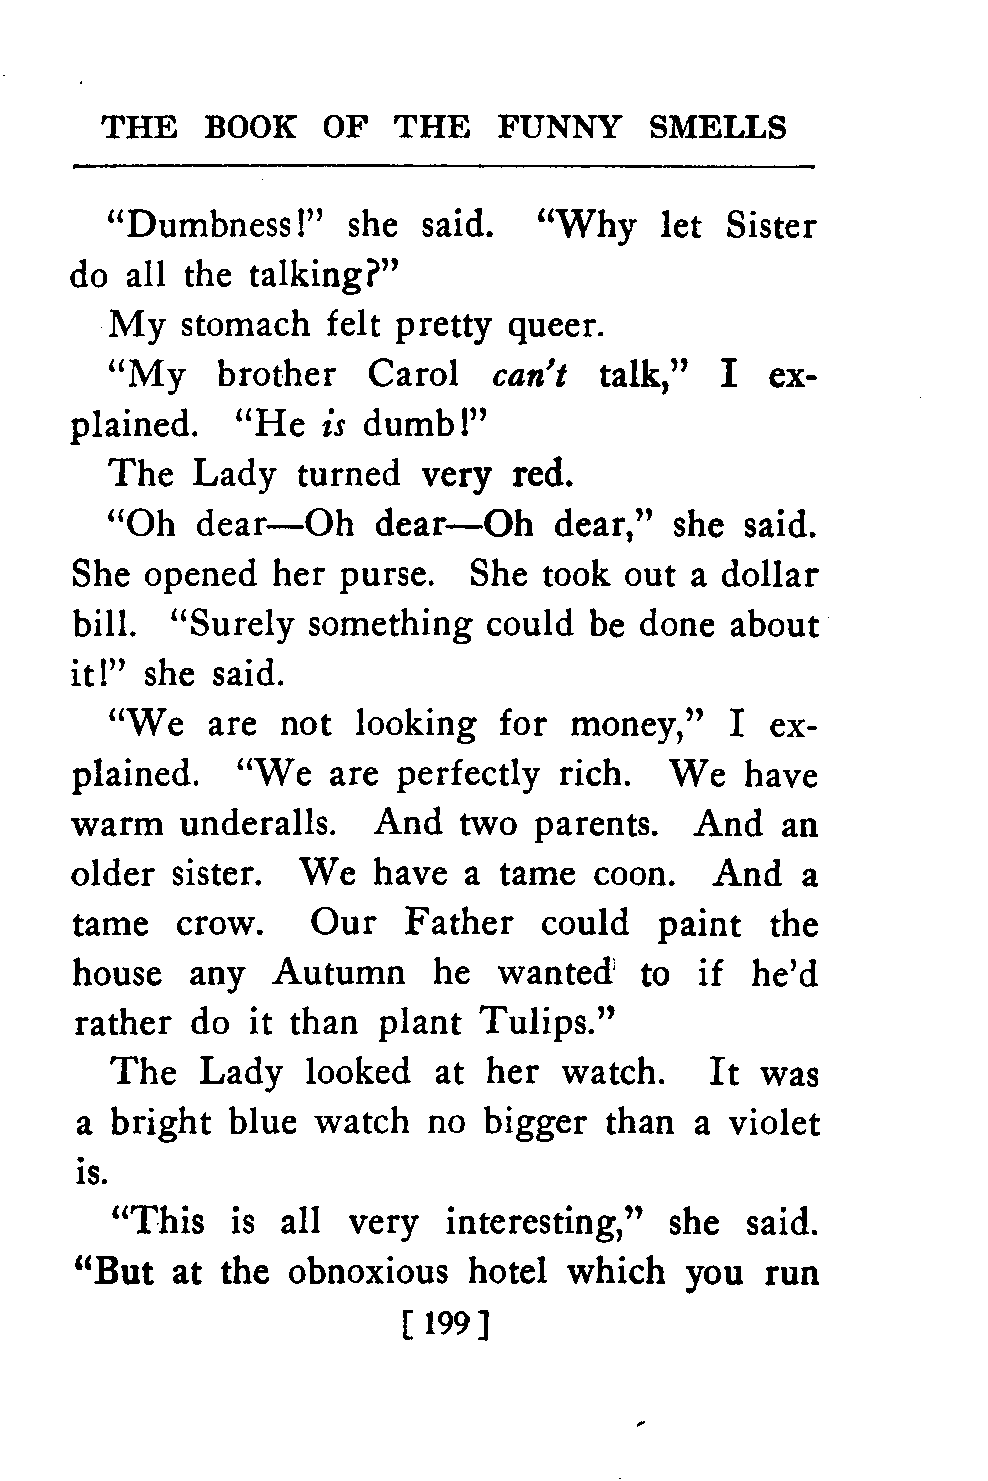 THE BOOK OF THE FUNNY SMELLS
“Dumbness!” she said. “Why let Sister
do all the talking?”
My stomach felt pretty queer.
“My brother Carol can't talk,” I ex-
plained. “He is dumb!”
The Lady turned very red.
“Oh dear—Oh dear—Oh dear,” she said.
She opened her purse. She took out a dollar
bill. “Surely something could be done about
it!” she said.
“We are not looking for money,” I ex-
plained. “We are perfectly rich. We have
warm underalls. And two parents. And an
older sister. We have a tame coon. And a
tame crow. Our Father could paint the
house any Autumn he wanted to if he’d
rather do it than plant Tulips.”
The Lady looked at her watch. It was
a bright blue watch no bigger than a violet
is.
“This is all very interesting,” she said.
“But at the obnoxious hotel which you run
[ 199 ]